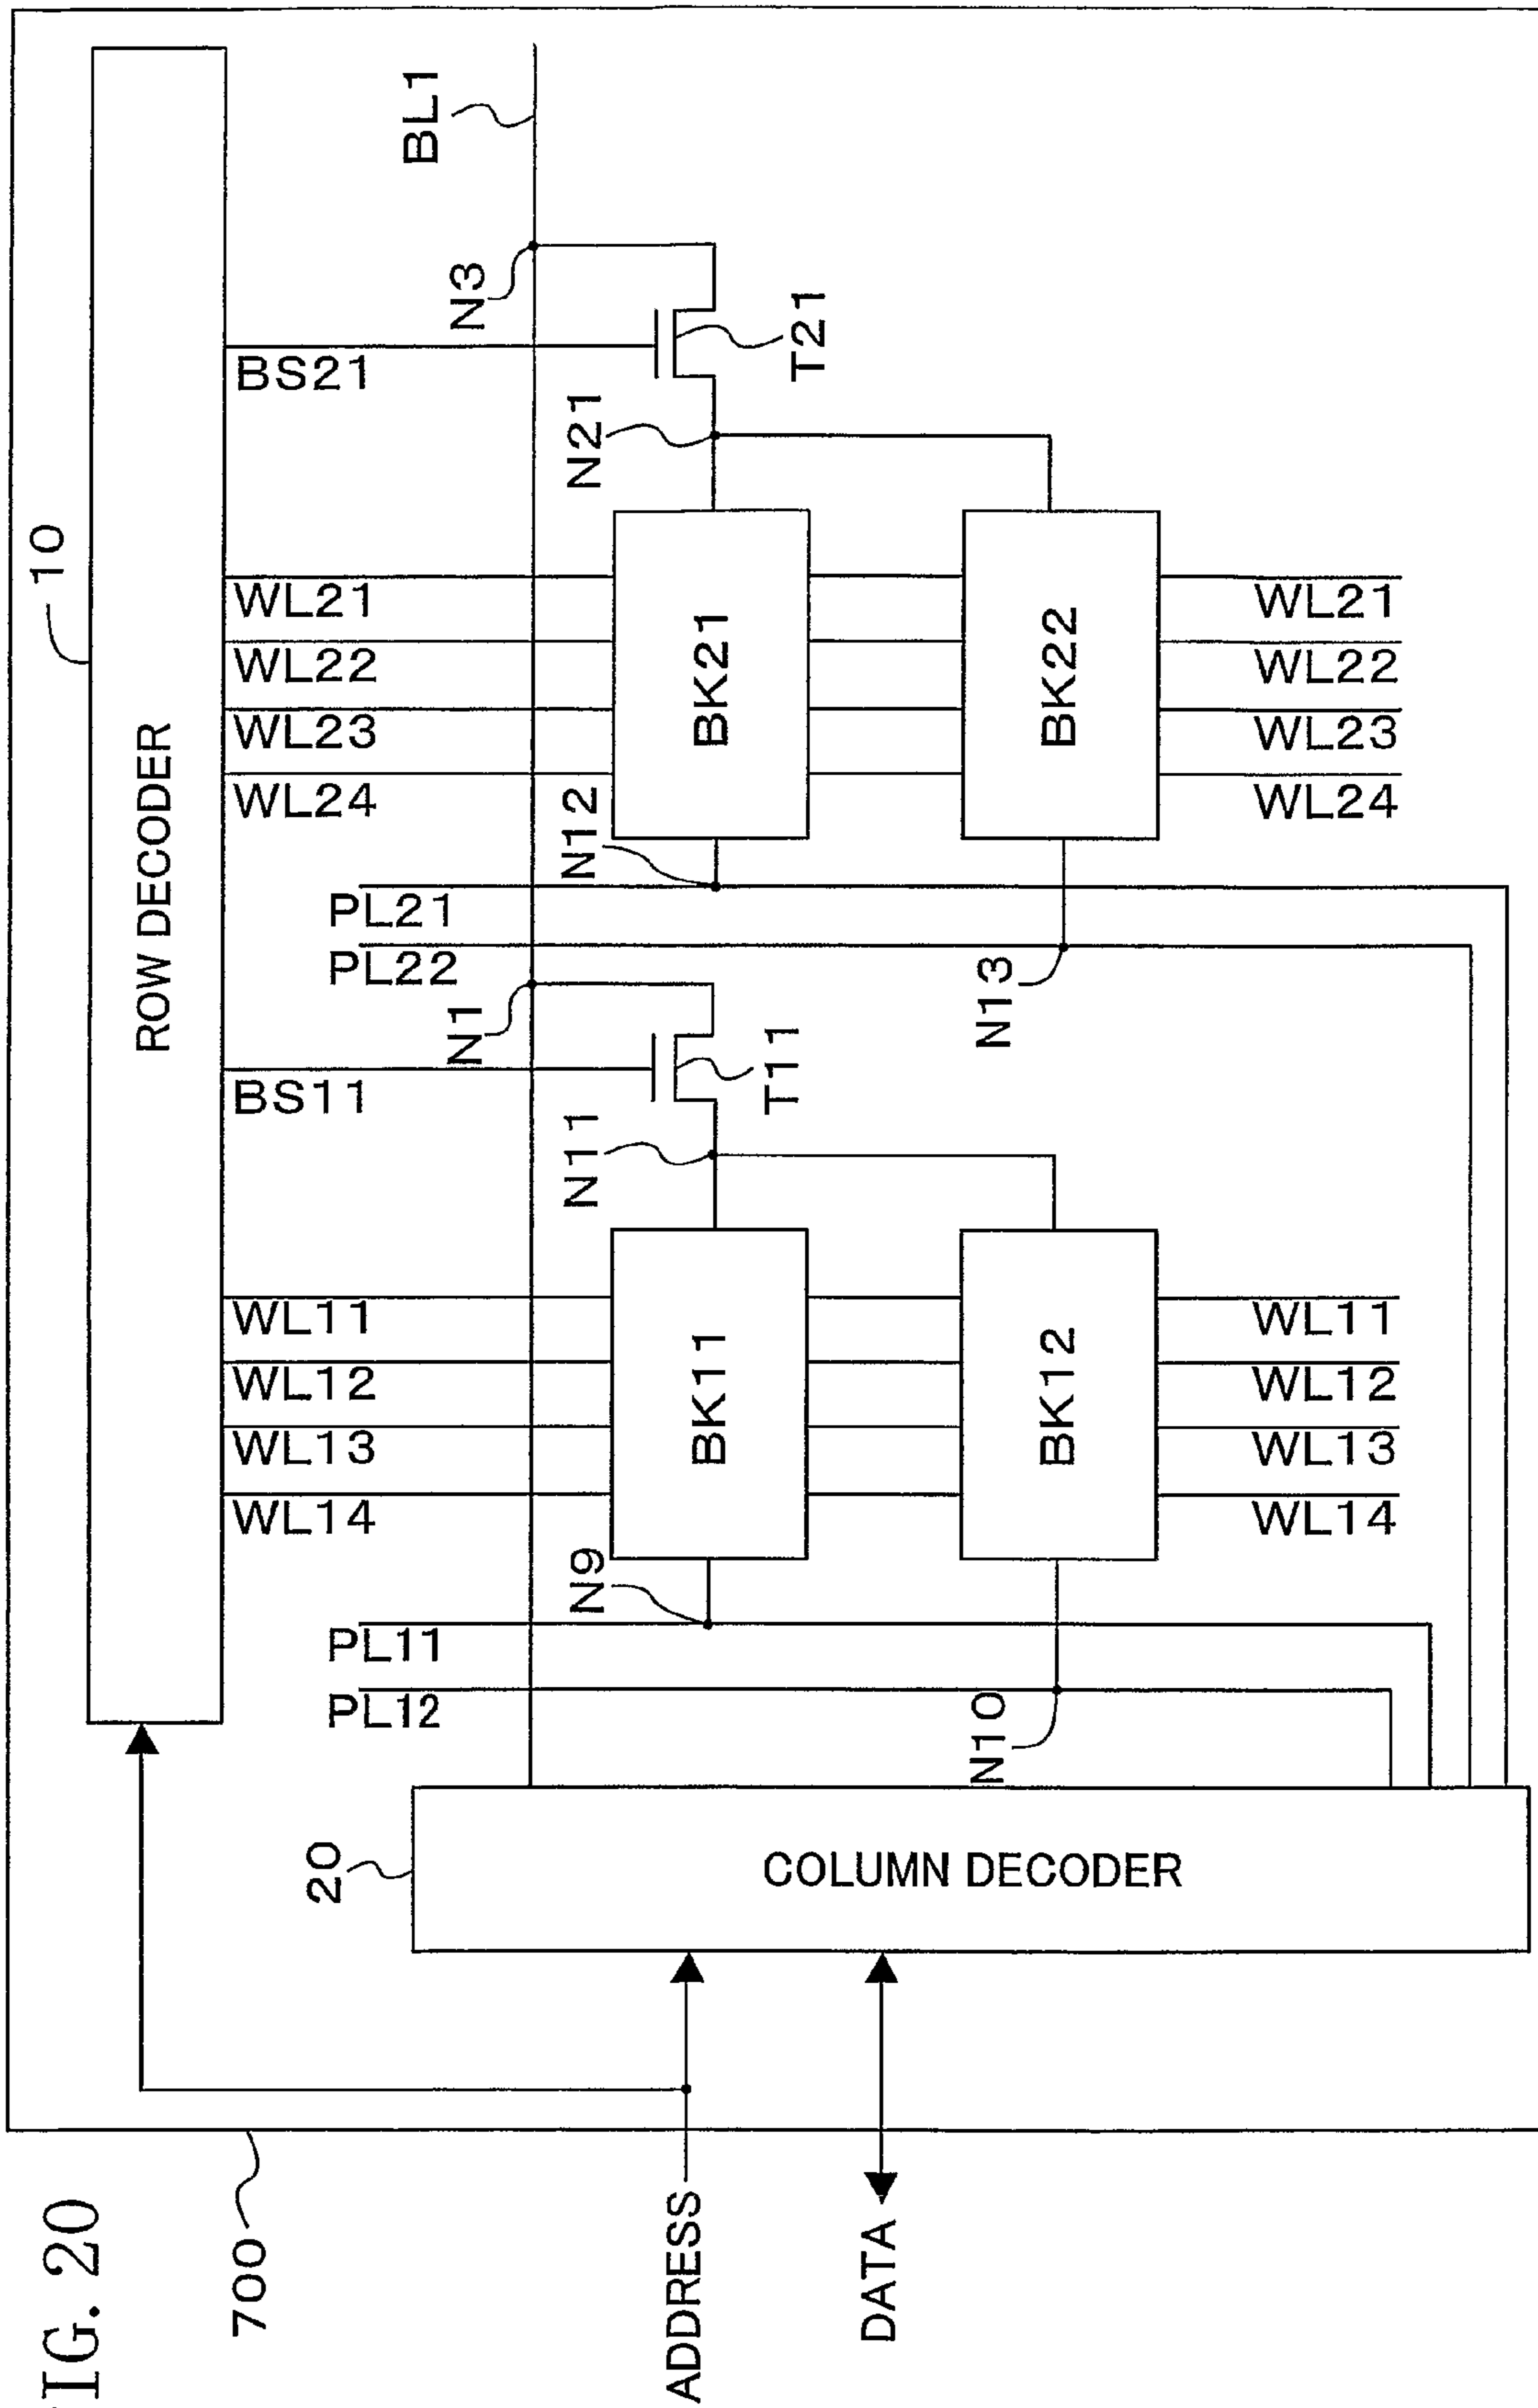 IG. 20
700
10
ROW DECODER
BS21
WL21
WL22
WL23
WL24
BS11
WL11
WL12
WL13
WL14
BL1
N3
PL21
PL22
N1
PL11
PL12
20
T21
N21
BK21
N12
T11
N11
BK11
N9
BK22
N13
BK12
N10
WL21
WL22
WL23
WL24
WL11
WL12
WL13
WL14
COLUMN DECODER
ADDRESS
DATA